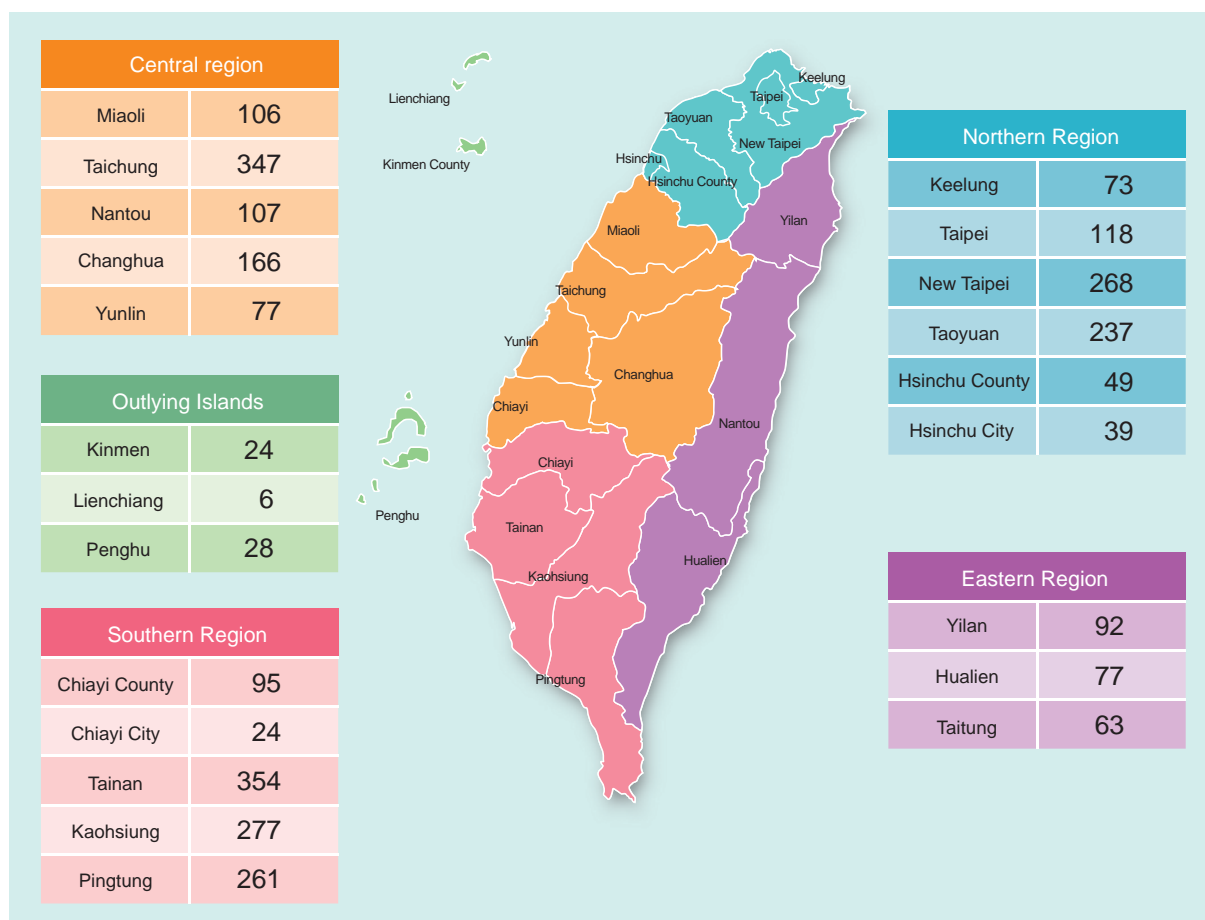 Central region
Miaoli 106
Taichung 347
Nantou 107
Changhua 166
Yunlin 77
Outlying Islands
Kinmen 24
Lienchiang 6
Penghu 28
Southern Region
Chiayi County 95
Chiayi City 24
Tainan 354
Kaohsiung 277
Pingtung 261
Lienchiang
Kinmen County
Penghu
Keelung
Taipei
Taoyuan
New Taipei
Hsinchu
Hsinchu County
Yilan
Miaoli
Taichung
Yunlin
Changhua
Chiayi
Nantou
Chiayi
Tainan
Hualien
Kaohsiung
Pingtung
Northern Region
Keelung 73
Taipei 118
New Taipei 268
Taoyuan 237
Hsinchu County 49
Hsinchu City 39
Eastern Region
Yilan 92
Hualien 77
Taitung 63